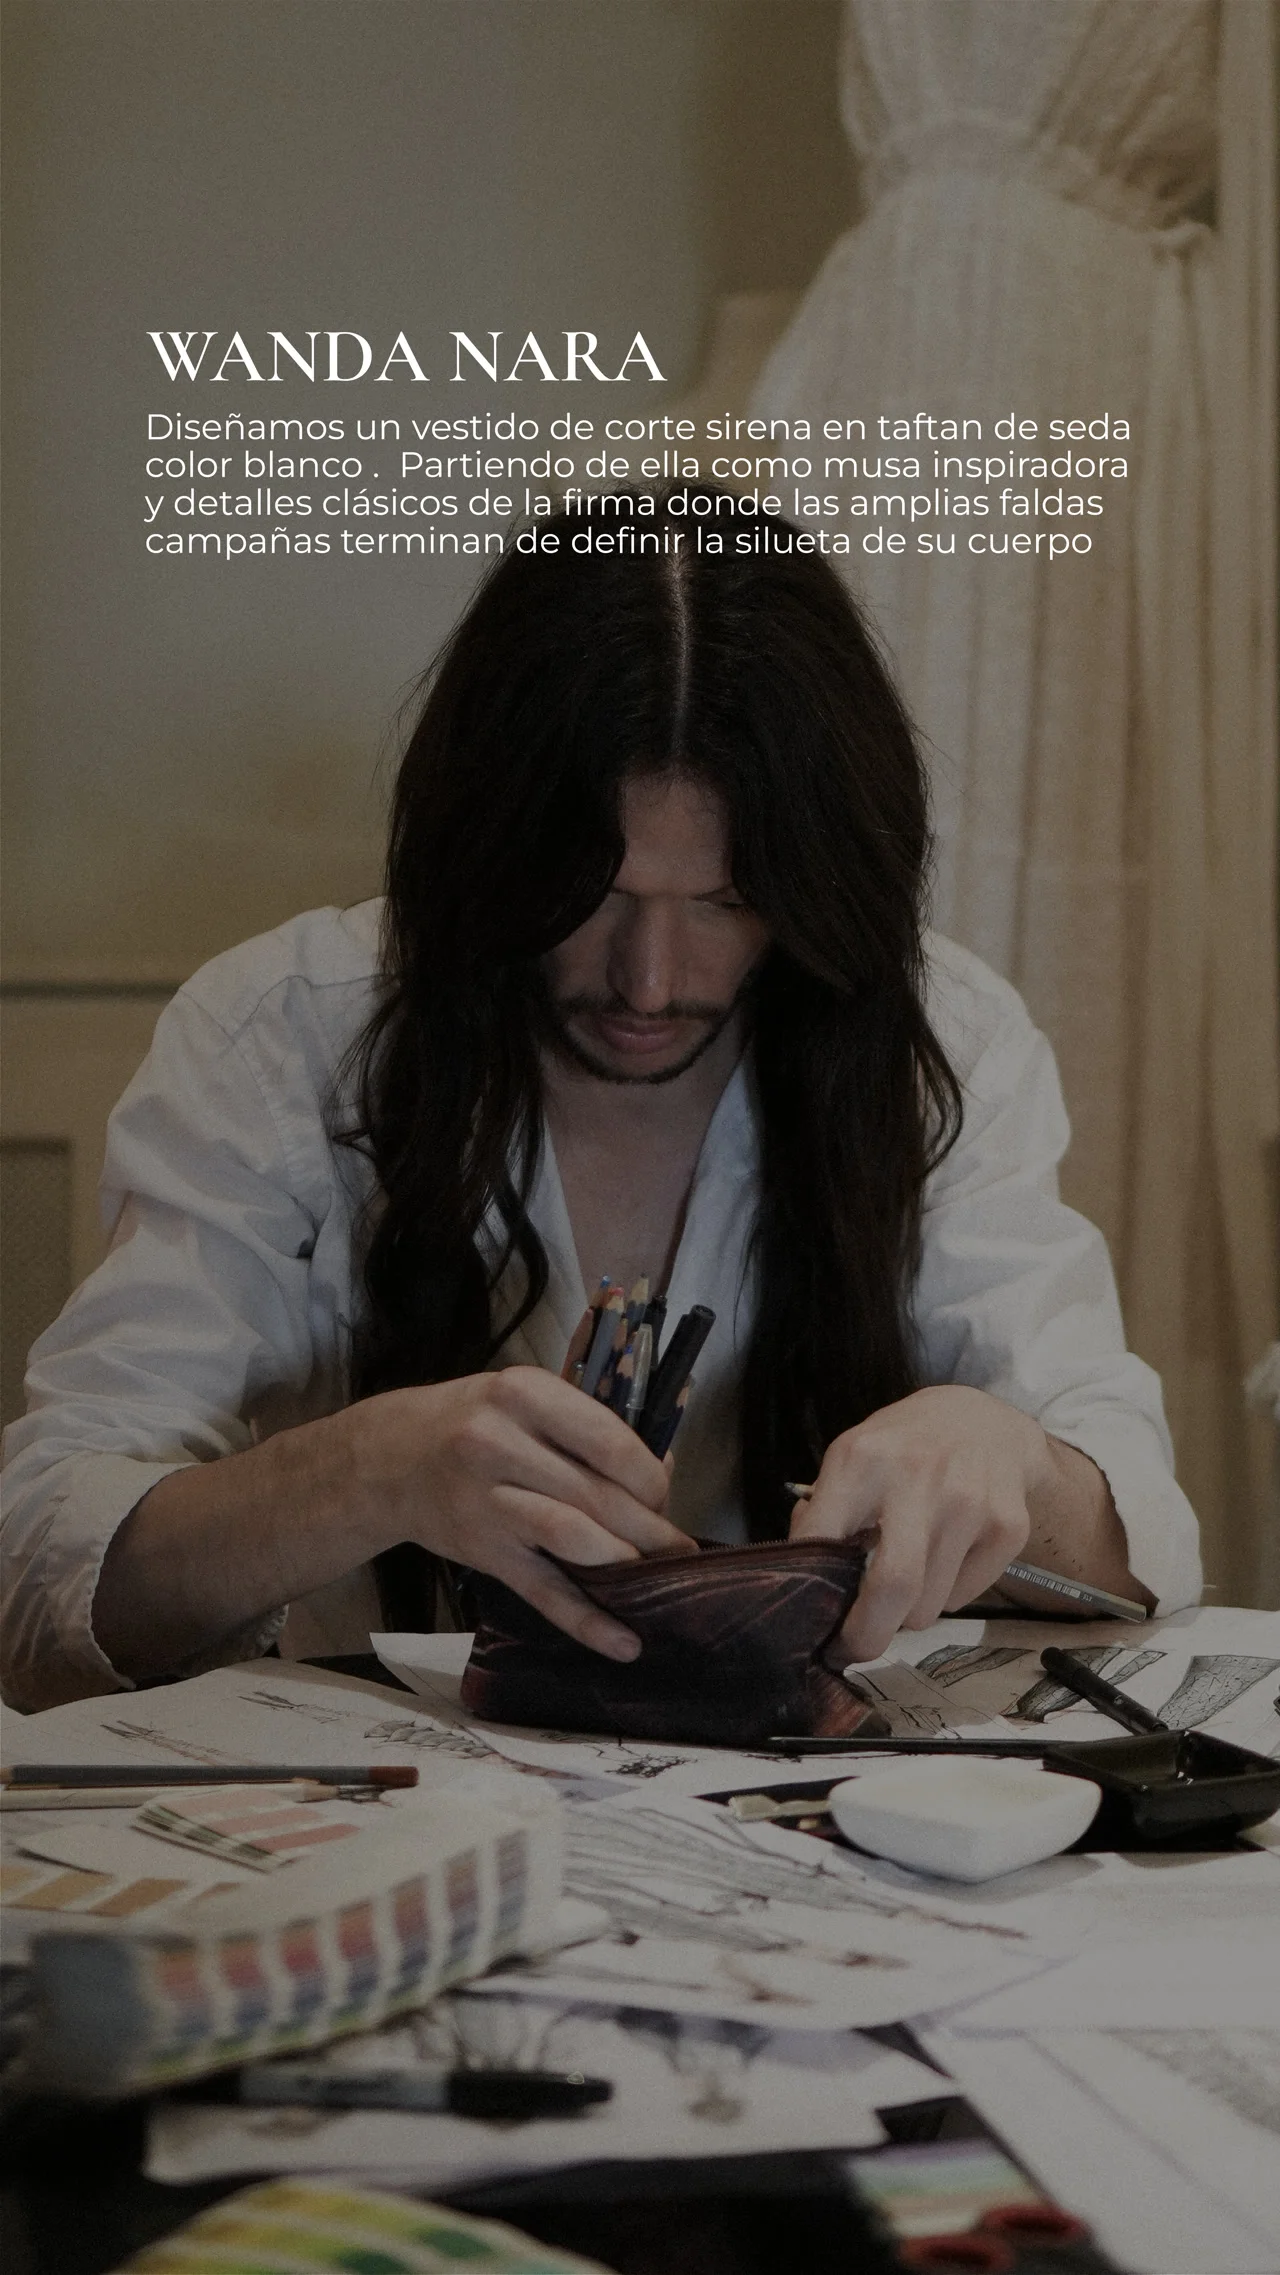 WANDA NARA
Diseñamos un vestido de corte sirena en taftan de seda
color blanco .  Partiendo de ella como musa inspiradora
y detalles clásicos de la firma donde las amplias faldas
campañas terminan de definir la silueta de su cuerpo